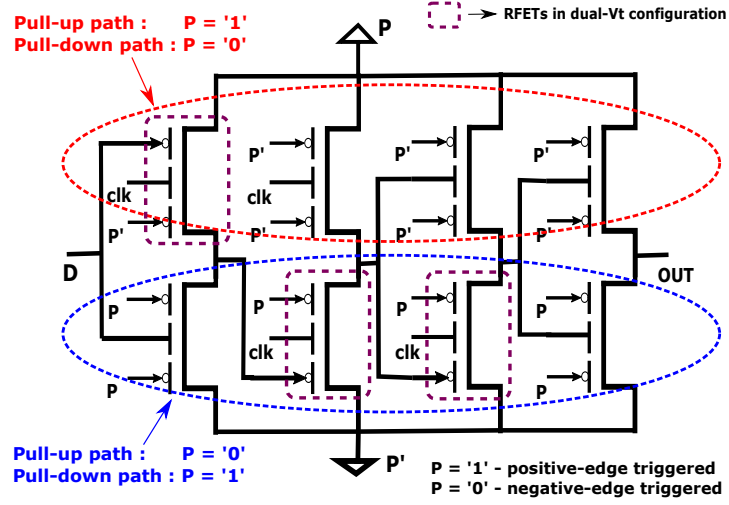 Pull-up path : P = '1'
Pull-down path : P = '0'
RFETs in dual-Vt configuration
P
P'
P'
P'
clk
clk
P'
P'
P'
P'
D
OUT
P
P
P
P
clk
clk
P
P
Pull-up path : P = '0'
Pull-down path : P = '1'
P'
P = '1' - positive-edge triggered
P = '0' - negative-edge triggered